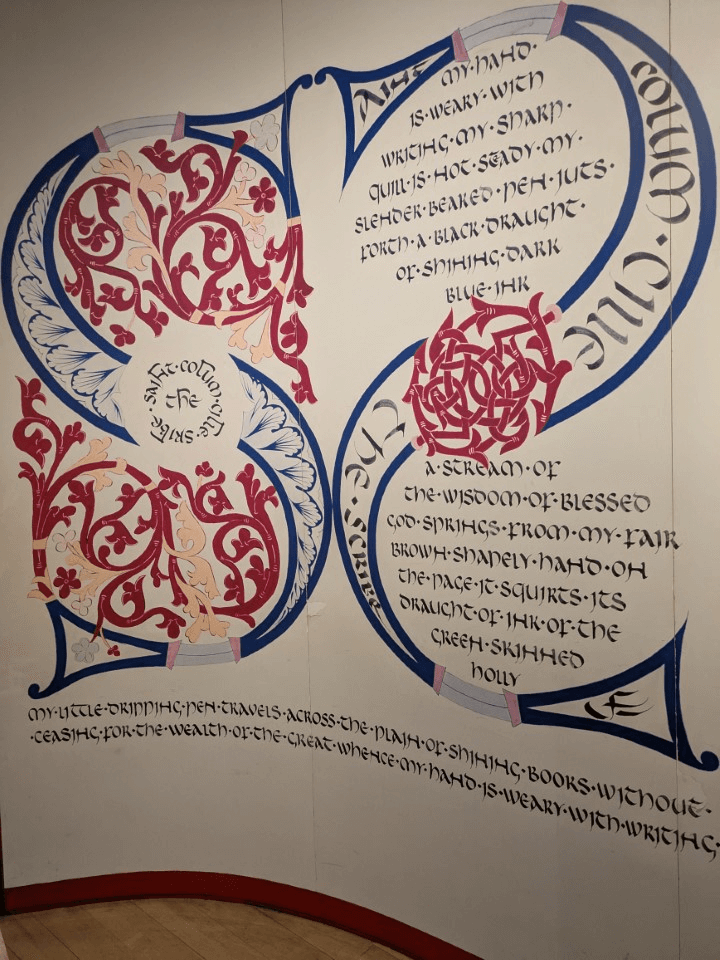 SAINT·COLUM·CILLE·
THE
SAINT
COLUM·CILLE
THE·SCRIBE
MY·HAND·
IS·WEARY·WITH
WRITING·MY·SHARP·
QUILL·IS·NOT·STEADY·MY·
SLENDER·BEAKED·PEN·JUTS·
FORTH·A·BLACK·DRAUGHT·
OF·SHINING·DARK
BLUE·INK
A·STREAM·OF
THE·WISDOM·OF·BLESSED
GOD·SPRINGS·FROM·MY·FAIR
BROWN·SHAPELY·HAND·ON
THE·PAGE·IT·SQUIRTS·ITS
DRAUGHT·OF·INK·OF·THE
GREEN·SKINNED
HOLLY
MY·LITTLE·DRIPPING·PEN·TRAVELS·ACROSS·THE·PLAIN·OF·SHINING·BOOKS·WITHOUT·
·CEASING·FOR·THE·WEALTH·OF·THE·GREAT·WHENCE·MY·HAND·IS·WEARY·WITH·WRITING·